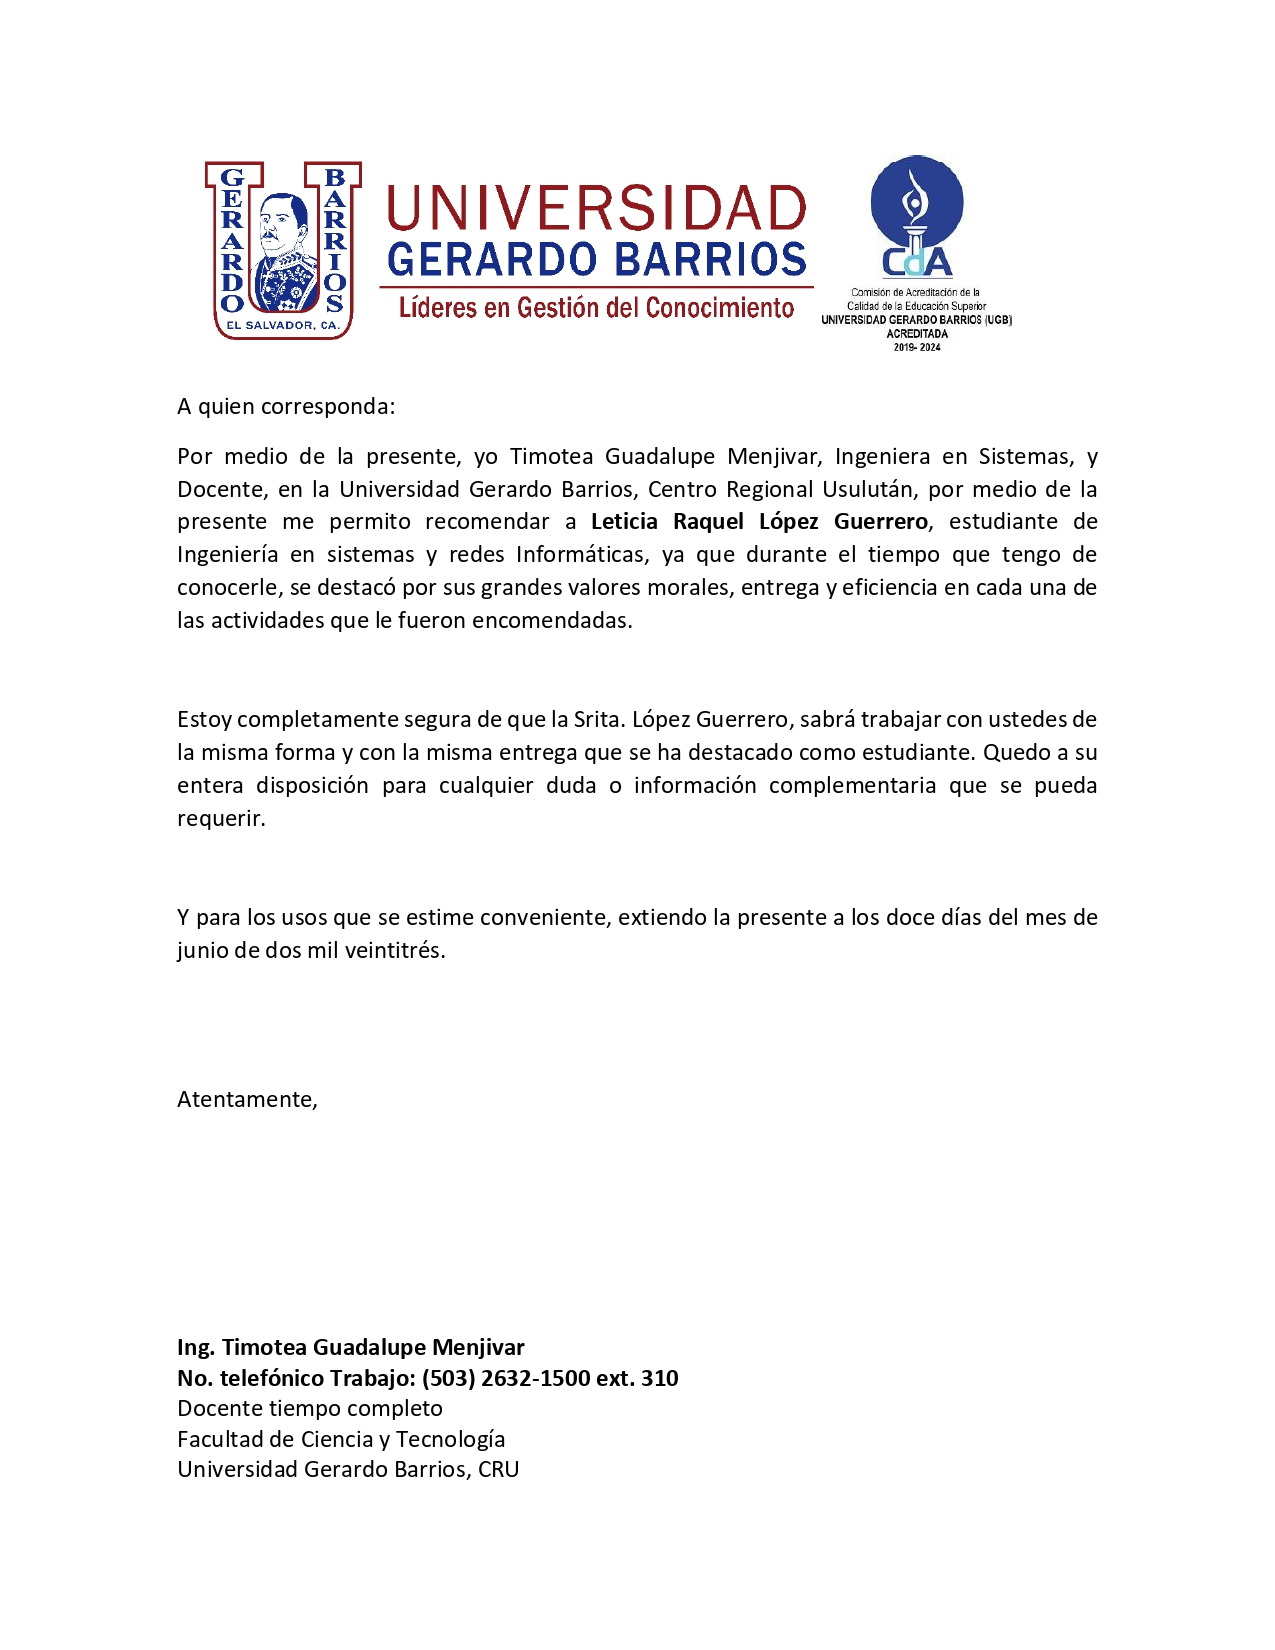 GERARDO
BARRIOS
EL SALVADOR, CA.
UNIVERSIDAD
GERARDO BARRIOS
Líderes en Gestión del Conocimiento
CdA
Comisión de Acreditación de la
Calidad de la Educación Superior
UNIVERSIDAD GERARDO BARRIOS (UGB)
ACREDITADA
2019- 2024
A quien corresponda:
Por medio de la presente, yo Timotea Guadalupe Menjivar, Ingeniera en Sistemas, y
Docente, en la Universidad Gerardo Barrios, Centro Regional Usulután, por medio de la
presente me permito recomendar a Leticia Raquel López Guerrero, estudiante de
Ingeniería en sistemas y redes Informáticas, ya que durante el tiempo que tengo de
conocerle, se destacó por sus grandes valores morales, entrega y eficiencia en cada una de
las actividades que le fueron encomendadas.
Estoy completamente segura de que la Srita. López Guerrero, sabrá trabajar con ustedes de
la misma forma y con la misma entrega que se ha destacado como estudiante. Quedo a su
entera disposición para cualquier duda o información complementaria que se pueda
requerir.
Y para los usos que se estime conveniente, extiendo la presente a los doce días del mes de
junio de dos mil veintitrés.
Atentamente,
Ing. Timotea Guadalupe Menjivar
No. telefónico Trabajo: (503) 2632-1500 ext. 310
Docente tiempo completo
Facultad de Ciencia y Tecnología
Universidad Gerardo Barrios, CRU